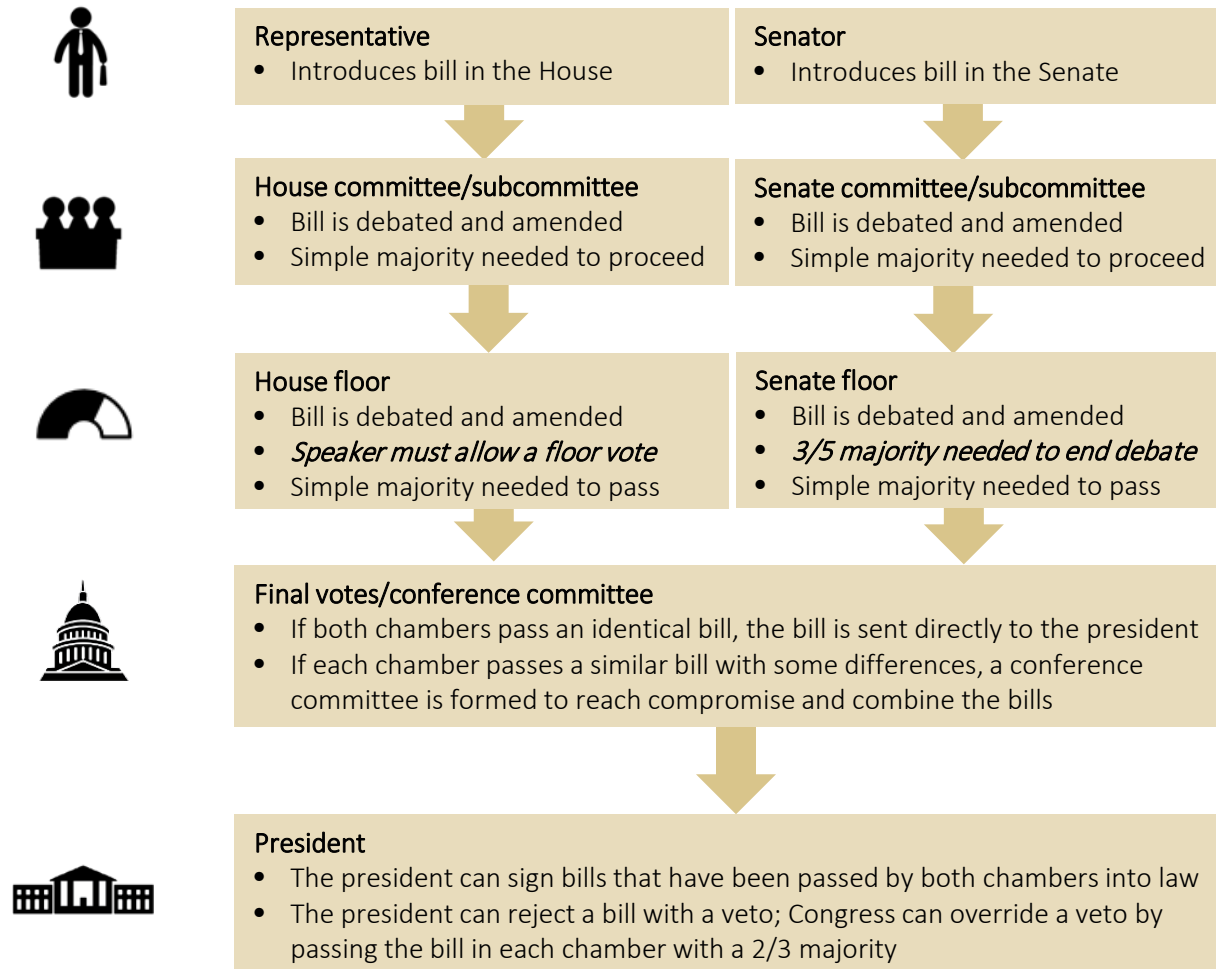 Representative
• Introduces bill in the House
Senator
• Introduces bill in the Senate
House committee/subcommittee
• Bill is debated and amended
• Simple majority needed to proceed
Senate committee/subcommittee
• Bill is debated and amended
• Simple majority needed to proceed
House floor
• Bill is debated and amended
• Speaker must allow a floor vote
• Simple majority needed to pass
Senate floor
• Bill is debated and amended
• 3/5 majority needed to end debate
• Simple majority needed to pass
Final votes/conference committee
• If both chambers pass an identical bill, the bill is sent directly to the president
• If each chamber passes a similar bill with some differences, a conference
committee is formed to reach compromise and combine the bills
President
• The president can sign bills that have been passed by both chambers into law
• The president can reject a bill with a veto; Congress can override a veto by
passing the bill in each chamber with a 2/3 majority